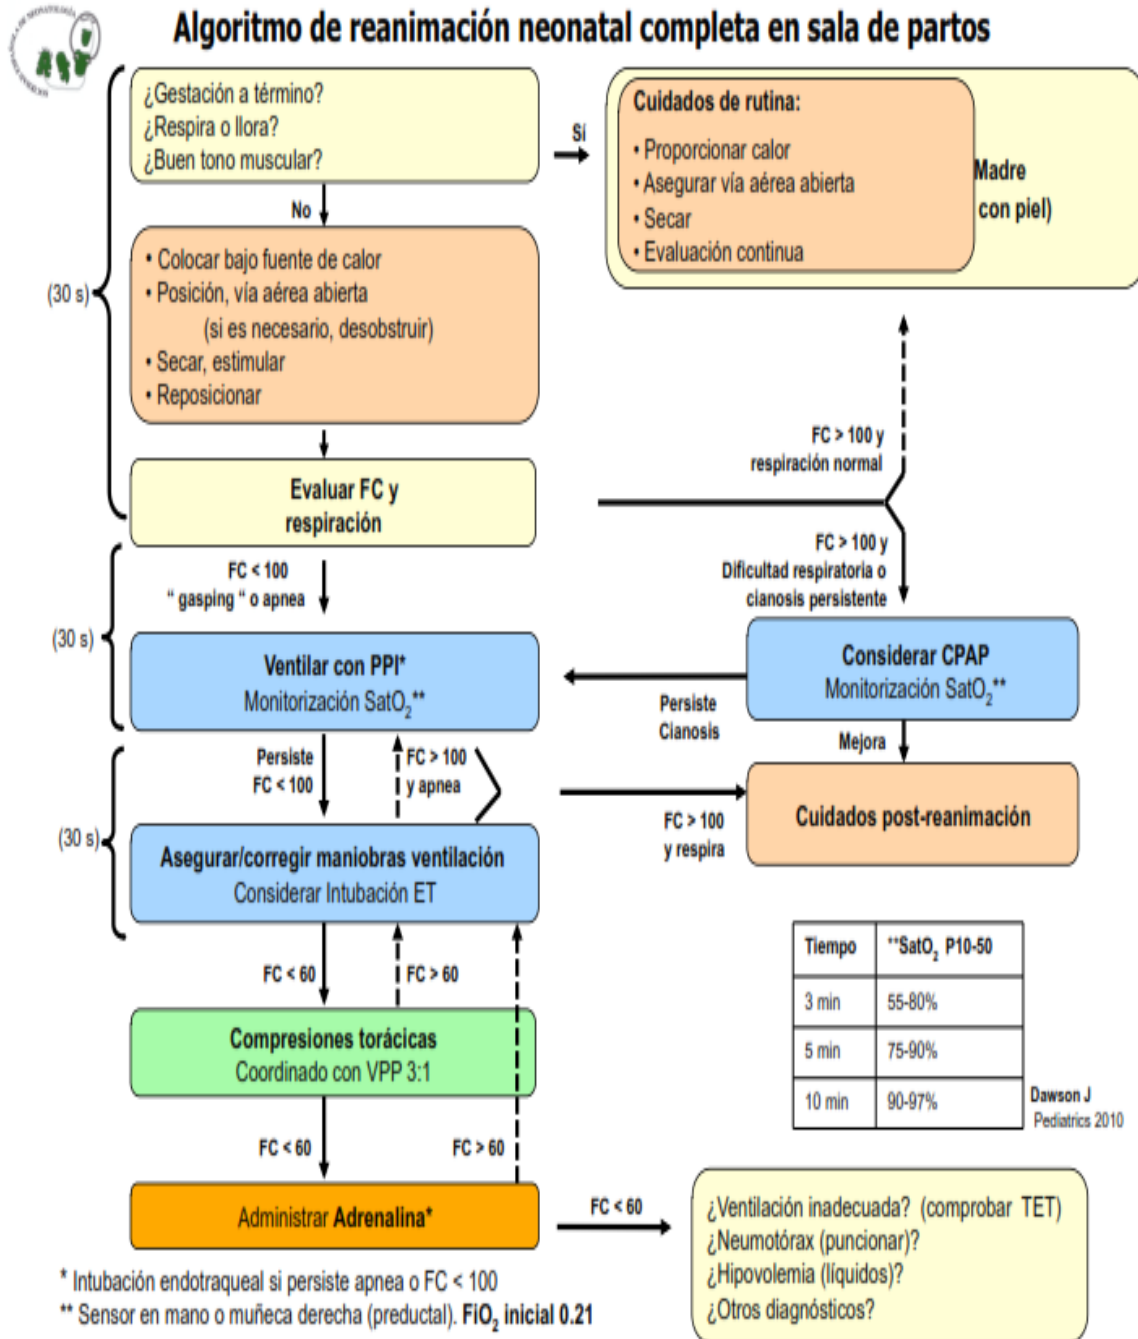 Algoritmo de reanimación neonatal completa en sala de partos
¿Gestación a término?
¿Respira o llora?
¿Buen tono muscular?
Sí
Cuidados de rutina:
• Proporcionar calor
• Asegurar vía aérea abierta
• Secar
• Evaluación continua
Madre
con piel)
No
(30 s)
• Colocar bajo fuente de calor
• Posición, vía aérea abierta
(si es necesario, desobstruir)
• Secar, estimular
• Reposicionar
Evaluar FC y
respiración
FC > 100 y
respiración normal
FC > 100 y
Dificultad respiratoria o
cianosis persistente
FC < 100
“ gasping “ o apnea
(30 s)
Ventilar con PPI*
Monitorización SatO₂**
Considerar CPAP
Monitorización SatO₂**
Persiste
Cianosis
Mejora
Persiste
FC < 100
FC > 100
y apnea
(30 s)
FC > 100
y respira
Cuidados post-reanimación
Asegurar/corregir maniobras ventilación
Considerar Intubación ET
FC < 60
FC > 60
Compresiones torácicas
Coordinado con VPP 3:1
Tiempo **SatO₂ P10-50
3 min 55-80%
5 min 75-90%
10 min 90-97%
Dawson J
Pediatrics 2010
FC < 60
FC > 60
Administrar Adrenalina*
FC < 60
¿Ventilación inadecuada? (comprobar TET)
¿Neumotórax (puncionar)?
¿Hipovolemia (líquidos)?
¿Otros diagnósticos?
* Intubación endotraqueal si persiste apnea o FC < 100
** Sensor en mano o muñeca derecha (preductal). FiO₂ inicial 0.21